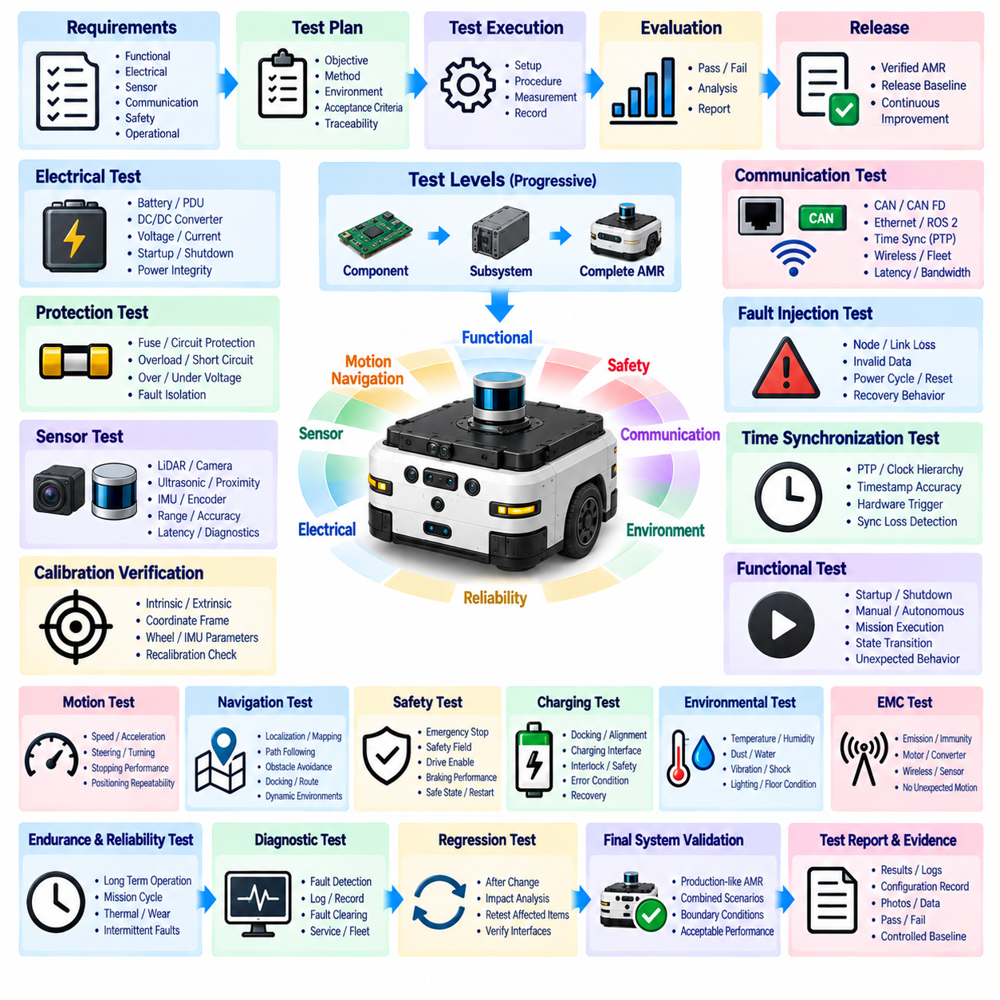 Requirements
• Functional
• Electrical
• Sensor
• Communication
• Safety
• Operational
Test Plan
• Objective
• Method
• Environment
• Acceptance Criteria
• Traceability
Test Execution
• Setup
• Procedure
• Measurement
• Record
Evaluation
• Pass / Fail
• Analysis
• Report
Release
• Verified AMR
• Release Baseline
• Continuous
Improvement
Electrical Test
• Battery / PDU
• DC/DC Converter
• Voltage / Current
• Startup / Shutdown
• Power Integrity
Test Levels (Progressive)
Component
Subsystem
Complete AMR
Communication Test
CAN
• CAN / CAN FD
• Ethernet / ROS 2
• Time Sync (PTP)
• Wireless / Fleet
• Latency / Bandwidth
Protection Test
• Fuse / Circuit Protection
• Overload / Short Circuit
• Over / Under Voltage
• Fault Isolation
Functional
Motion
Navigation
Safety
Sensor
Communication
Electrical
Environment
Reliability
Fault Injection Test
• Node / Link Loss
• Invalid Data
• Power Cycle / Reset
• Recovery Behavior
Sensor Test
• LiDAR / Camera
• Ultrasonic / Proximity
• IMU / Encoder
• Range / Accuracy
• Latency / Diagnostics
Time Synchronization Test
• PTP / Clock Hierarchy
• Timestamp Accuracy
• Hardware Trigger
• Sync Loss Detection
Calibration Verification
• Intrinsic / Extrinsic
• Coordinate Frame
• Wheel / IMU Parameters
• Recalibration Check
Functional Test
• Startup / Shutdown
• Manual / Autonomous
• Mission Execution
• State Transition
• Unexpected Behavior
Motion Test
• Speed / Acceleration
• Steering / Turning
• Stopping Performance
• Positioning Repeatability
Navigation Test
• Localization / Mapping
• Path Following
• Obstacle Avoidance
• Docking / Route
• Dynamic Environments
Safety Test
• Emergency Stop
• Safety Field
• Drive Enable
• Braking Performance
• Safe State / Restart
Charging Test
• Docking / Alignment
• Charging Interface
• Interlock / Safety
• Error Condition
• Recovery
Environmental Test
• Temperature / Humidity
• Dust / Water
• Vibration / Shock
• Lighting / Floor Condition
EMC Test
• Emission / Immunity
• Motor / Converter
• Wireless / Sensor
• No Unexpected Motion
Endurance & Reliability Test
• Long Term Operation
• Mission Cycle
• Thermal / Wear
• Intermittent Faults
Diagnostic Test
• Fault Detection
• Log / Record
• Fault Clearing
• Service / Fleet
Regression Test
• After Change
• Impact Analysis
• Retest Affected Items
• Verify Interfaces
Final System Validation
• Production-like AMR
• Combined Scenarios
• Boundary Conditions
• Acceptable Performance
Test Report & Evidence
• Results / Logs
• Configuration Record
• Photos / Data
• Pass / Fail
• Controlled Baseline